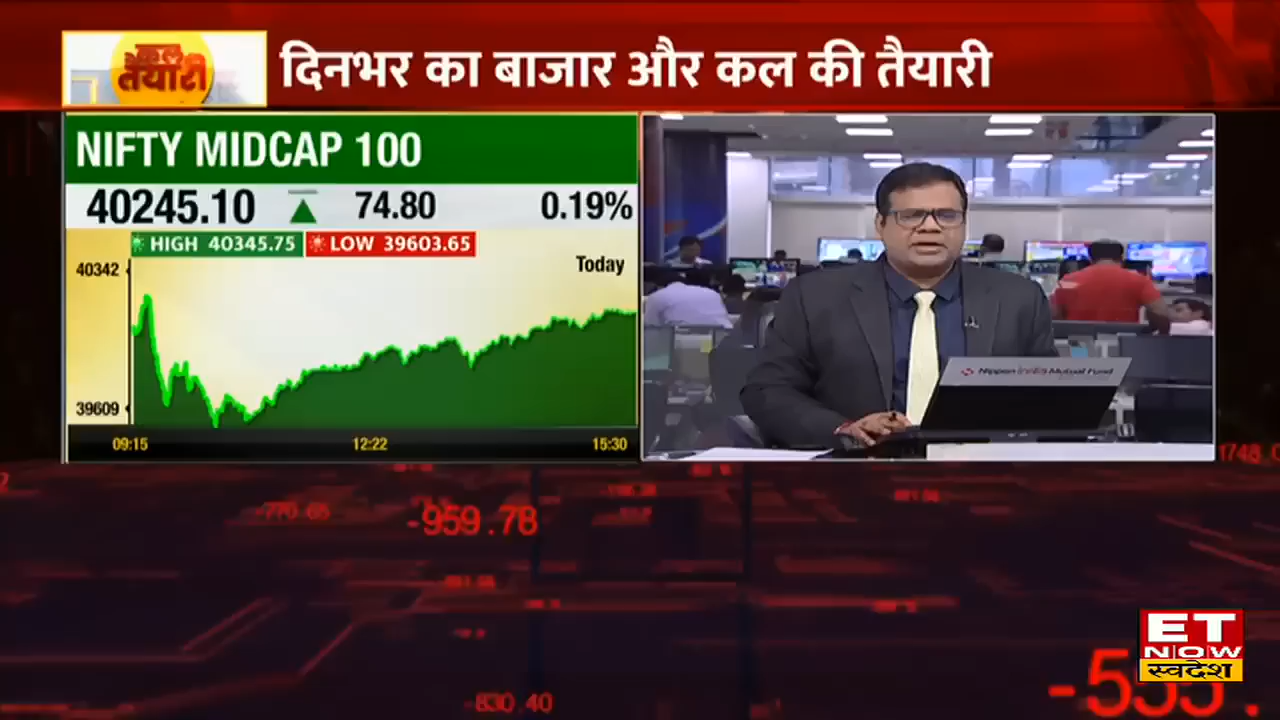 कल की
तैयारी
दिनभर का बाजार और कल की तैयारी
NIFTY MIDCAP 100
40245.10 74.80 0.19%
HIGH 40345.75 LOW 39603.65
Today
40342
39609
09:15 12:22 15:30
Nippon India Mutual Fund
1748
-770.65
-959.78
-830.40
ET
NOW
स्वदेश